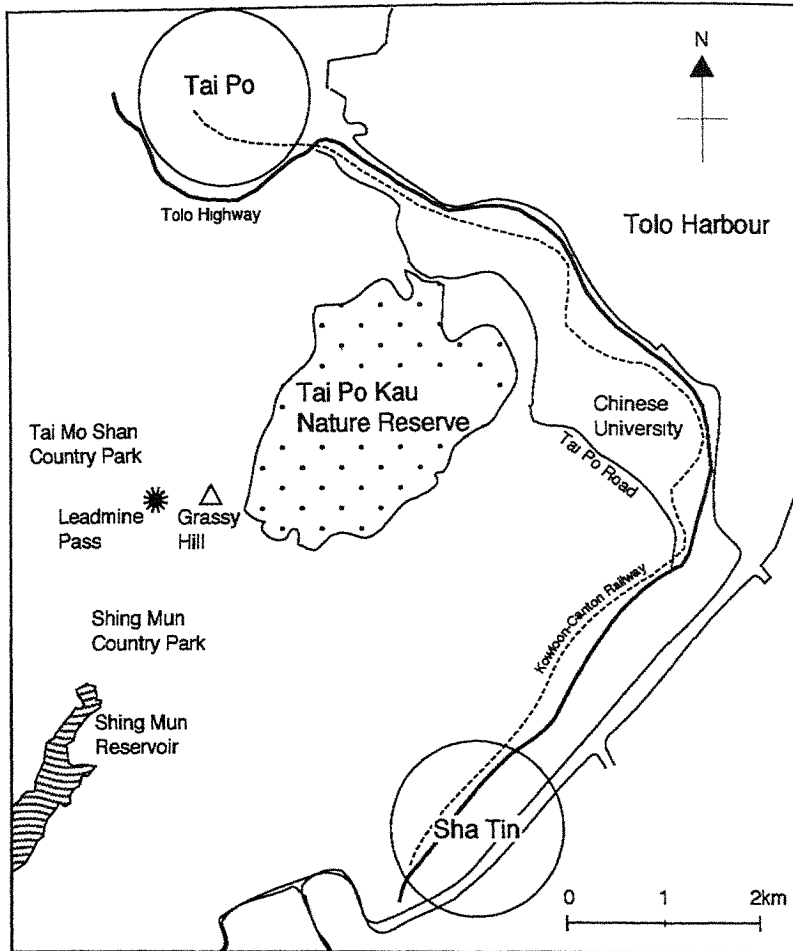 Tai Po
N
Tolo Highway
Tolo Harbour
Tai Po Kau
Nature Reserve
Chinese
University
Tai Po Road
Tai Mo Shan
Country Park
Leadmine
Pass
Grassy
Hill
Kowloon-Canton Railway
Shing Mun
Country Park
Shing Mun
Reservoir
Sha Tin
0 1 2km